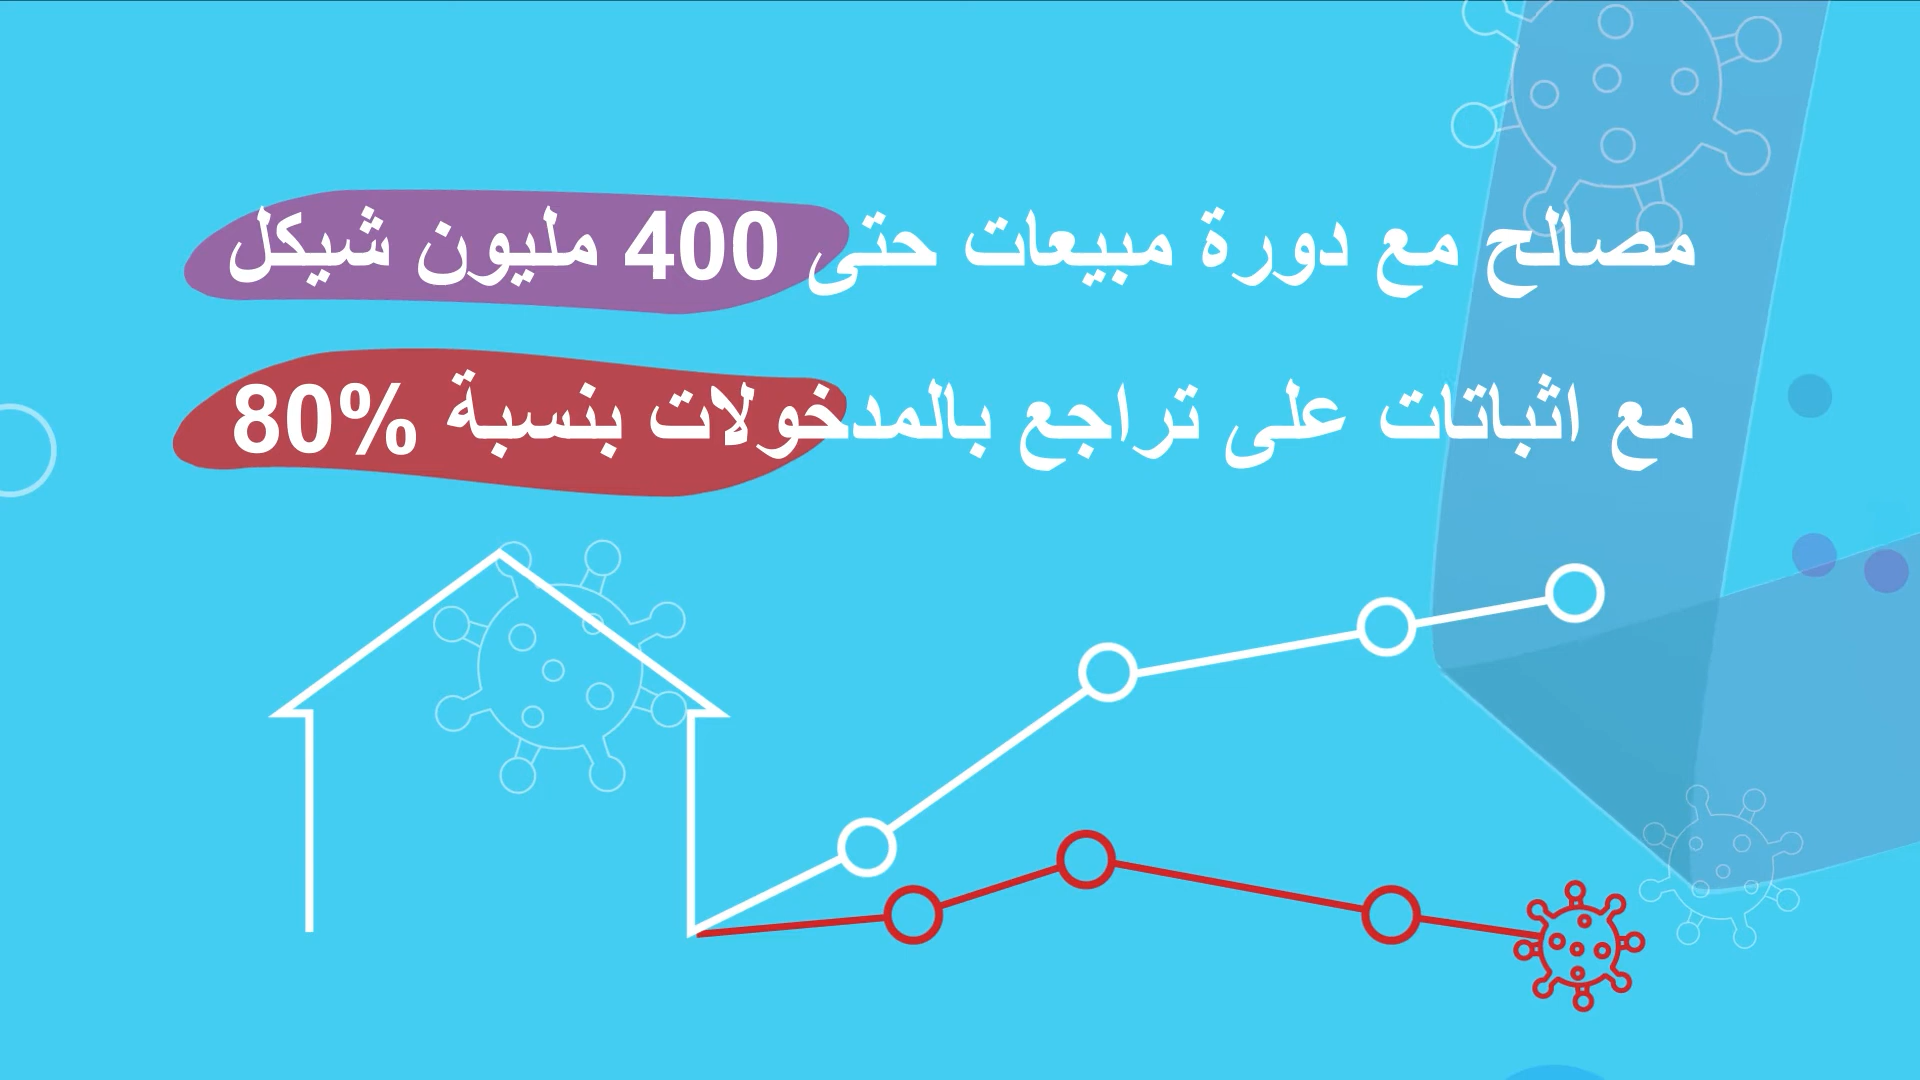 مصالح مع دورة مبيعات حتى 400 مليون شيكل
مع اثباتات على تراجع بالمدخولات بنسبة 80%